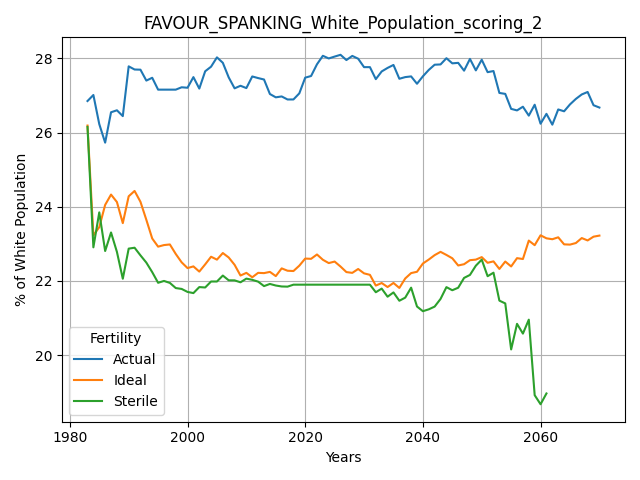 FAVOUR_SPANKING_White_Population_scoring_2
% of White Population
28
26
24
22
20
Fertility
Actual
Ideal
Sterile
1980
2000
2020
2040
2060
Years